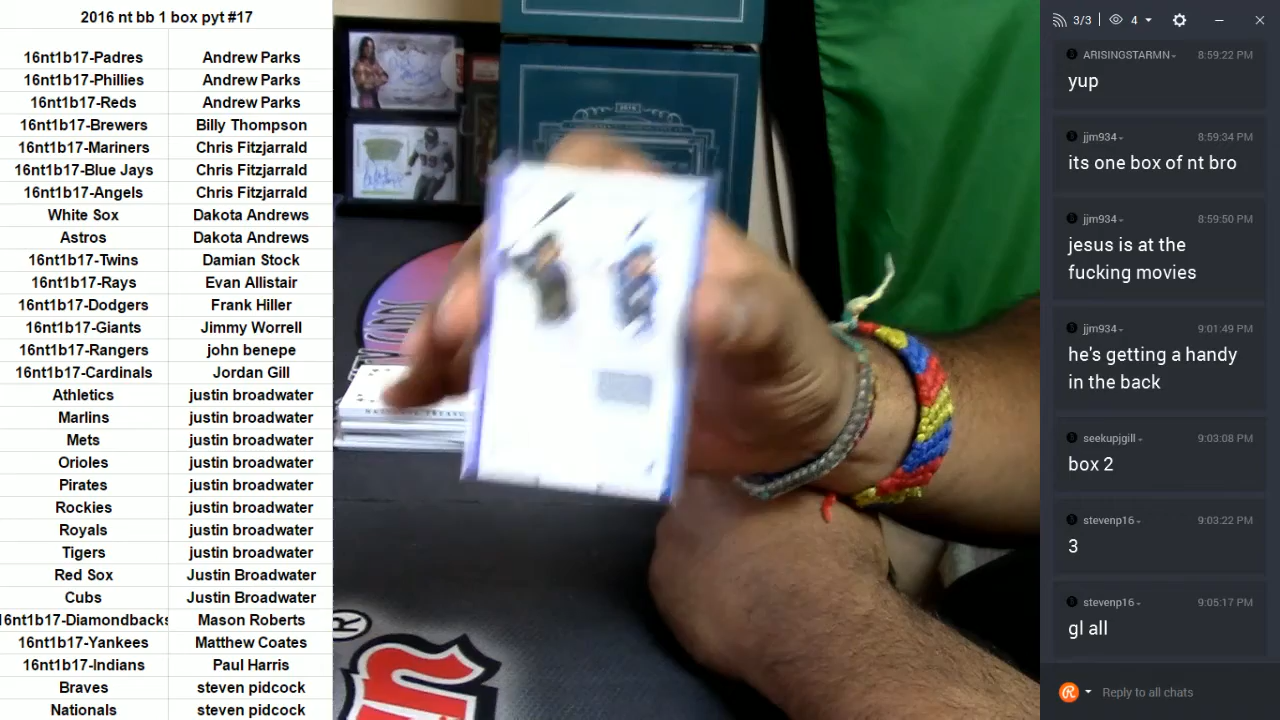 2016 nt bb 1 box pyt #17
16nt1b17-Padres Andrew Parks
16nt1b17-Phillies Andrew Parks
16nt1b17-Reds Andrew Parks
16nt1b17-Brewers Billy Thompson
16nt1b17-Mariners Chris Fitzjarrald
16nt1b17-Blue Jays Chris Fitzjarrald
16nt1b17-Angels Chris Fitzjarrald
White Sox Dakota Andrews
Astros Dakota Andrews
16nt1b17-Twins Damian Stock
16nt1b17-Rays Evan Allistair
16nt1b17-Dodgers Frank Hiller
16nt1b17-Giants Jimmy Worrell
16nt1b17-Rangers john benepe
16nt1b17-Cardinals Jordan Gill
Athletics justin broadwater
Marlins justin broadwater
Mets justin broadwater
Orioles justin broadwater
Pirates justin broadwater
Rockies justin broadwater
Royals justin broadwater
Tigers justin broadwater
Red Sox Justin Broadwater
Cubs Justin Broadwater
16nt1b17-Diamondbacks Mason Roberts
16nt1b17-Yankees Matthew Coates
16nt1b17-Indians Paul Harris
Braves steven pidcock
Nationals steven pidcock
3/3 4
ARISINGSTARMN 8:59:22 PM
yup
jjm934 8:59:34 PM
its one box of nt bro
jjm934 8:59:50 PM
jesus is at the
fucking movies
jjm934 9:01:49 PM
he's getting a handy
in the back
seekupjgill 9:03:08 PM
box 2
stevenp16 9:03:22 PM
3
stevenp16 9:05:17 PM
gl all
Reply to all chats